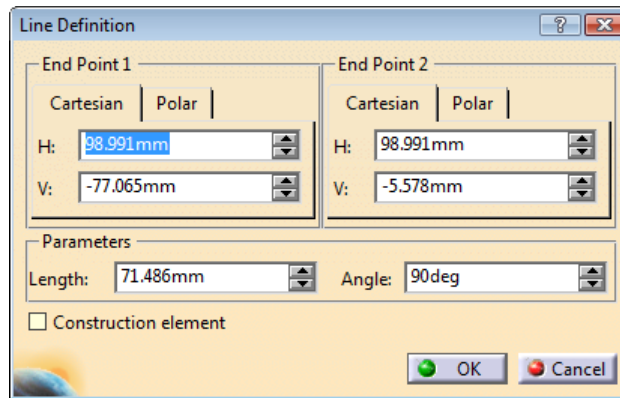 Line Definition
End Point 1
End Point 2
Cartesian Polar
Cartesian Polar
H: 98.991mm
H: 98.991mm
V: -77.065mm
V: -5.578mm
Parameters
Length: 71.486mm
Angle: 90deg
Construction element
OK
Cancel